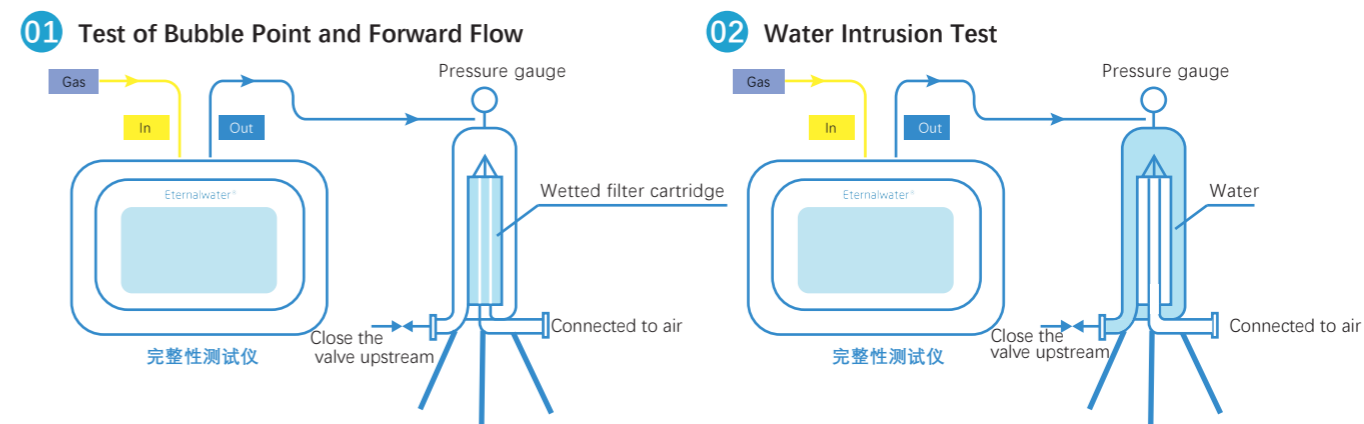 01 Test of Bubble Point and Forward Flow
Gas
In
Out
Pressure gauge
Eternalwater®
Wetted filter cartridge
Close the
valve upstream
Connected to air
完整性测试仪
02 Water Intrusion Test
Gas
In
Out
Pressure gauge
Eternalwater®
Water
Close the
valve upstream
Connected to air
完整性测试仪